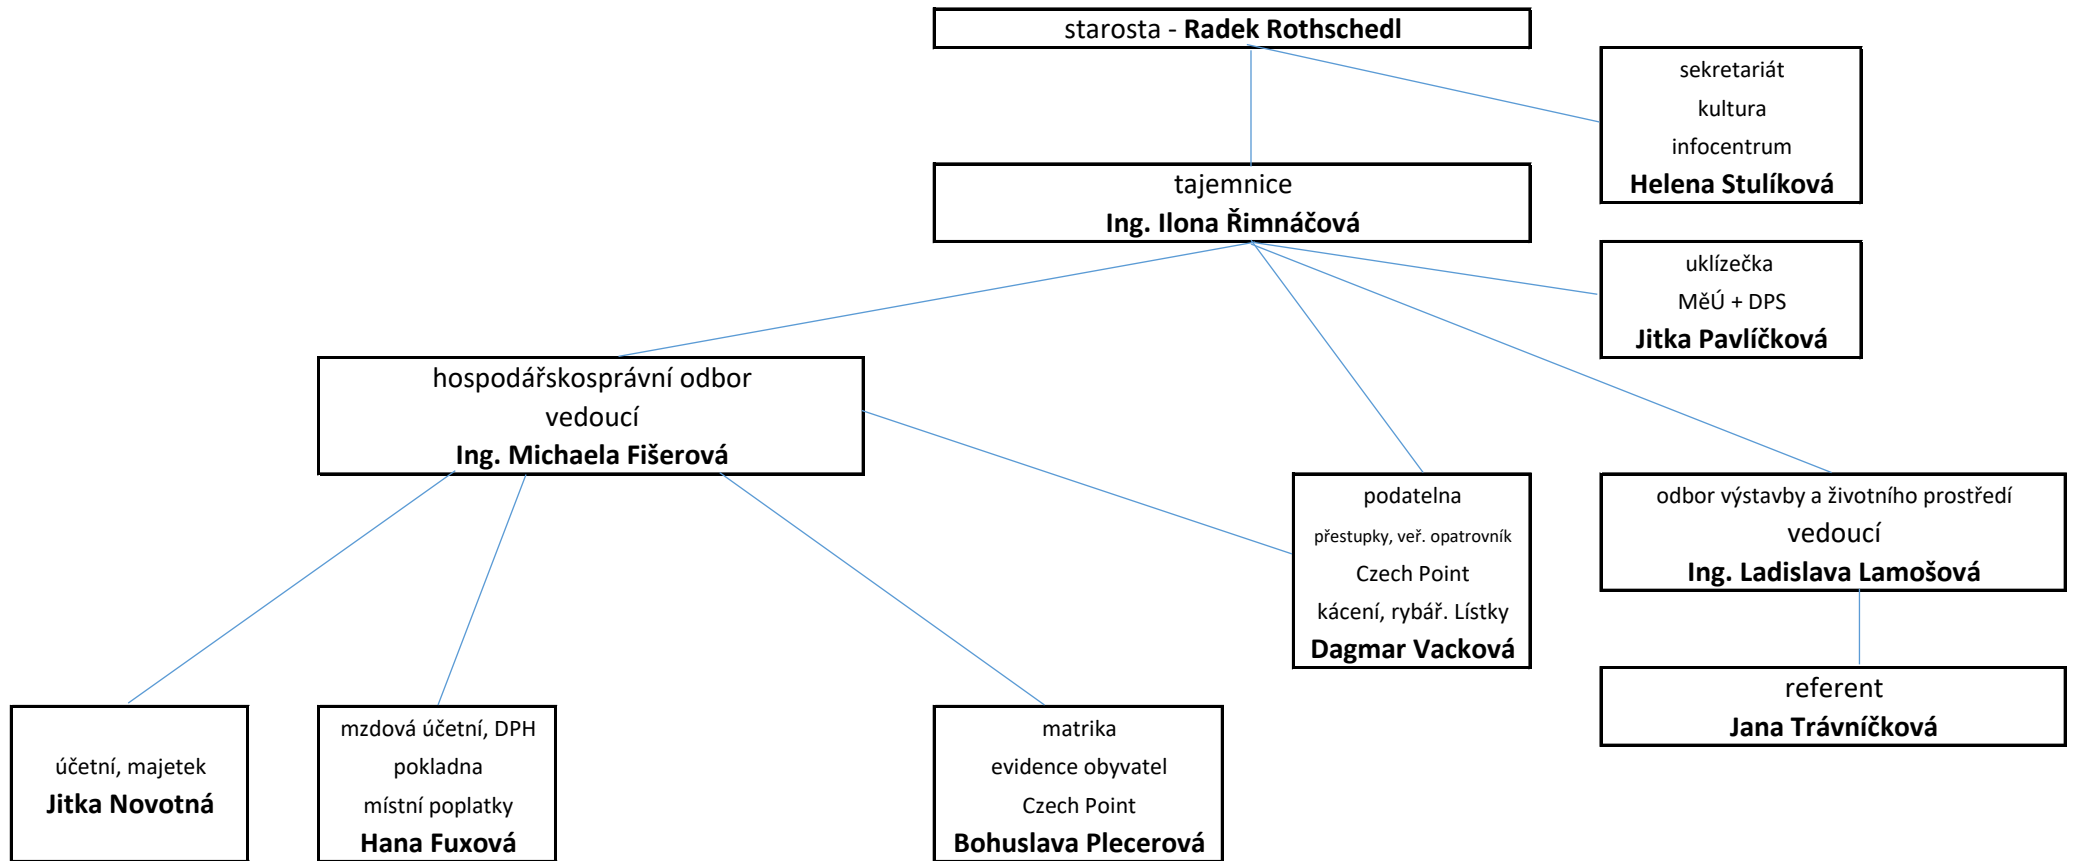 starosta - Radek Rothschedl
sekretariát
kultura
infocentrum
Helena Stulíková
tajemnice
Ing. Ilona Řimnáčová
uklízečka
MěÚ + DPS
Jitka Pavlíčková
hospodářskosprávní odbor
vedoucí
Ing. Michaela Fišerová
podatelna
přestupky, veř. opatrovník
Czech Point
kácení, rybář. Lístky
Dagmar Vacková
odbor výstavby a životního prostředí
vedoucí
Ing. Ladislava Lamošová
referent
Jana Trávníčková
účetní, majetek
Jitka Novotná
mzdová účetní, DPH
pokladna
místní poplatky
Hana Fuxová
matrika
evidence obyvatel
Czech Point
Bohuslava Plecerová